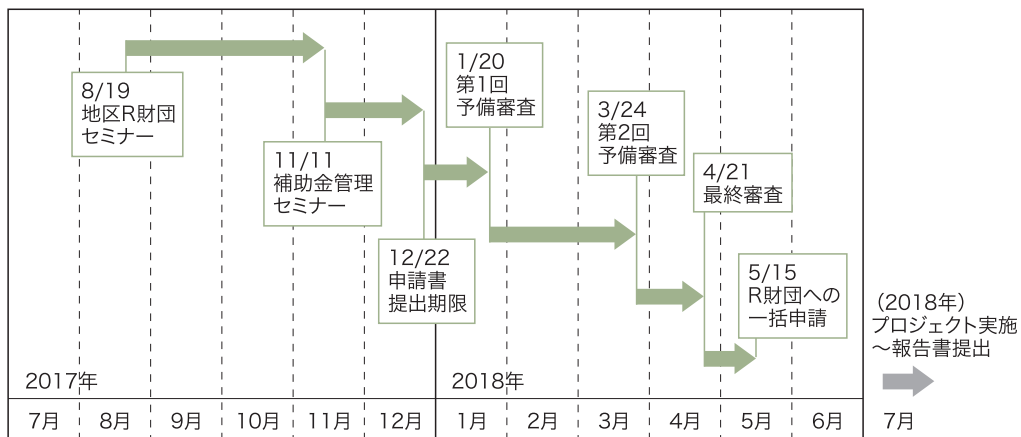 8/19
地区R財団
セミナー
11/11
補助金管理
セミナー
12/22
申請書
提出期限
1/20
第1回
予備審査
3/24
第2回
予備審査
4/21
最終審査
5/15
R財団への
一括申請
(2018年)
プロジェクト実施
～報告書提出
2017年
2018年
7月 8月 9月 10月 11月 12月 1月 2月 3月 4月 5月 6月 7月